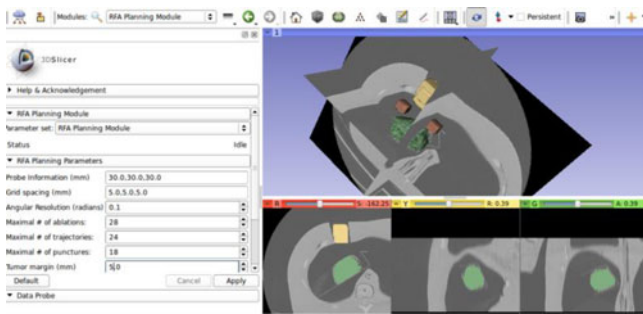 Modules:
RFA Planning Module
Persistent
»
3DSlicer
Help & Acknowledgement
RFA Planning Module
Parameter set: RFA Planning Module
Status Idle
RFA Planning Parameters
Probe Information (mm) 30.0,30.0,30.0
Grid spacing (mm) 5.0,5.0,5.0
Angular Resolution (radians) 0.1
Maximal # of ablations: 28
Maximal # of trajectories: 24
Maximal # of punctures: 18
Tumor margin (mm) 5.0
Default Cancel Apply
Data Probe
1
R S: -162.25
Y R: 0.39
G A: 0.39